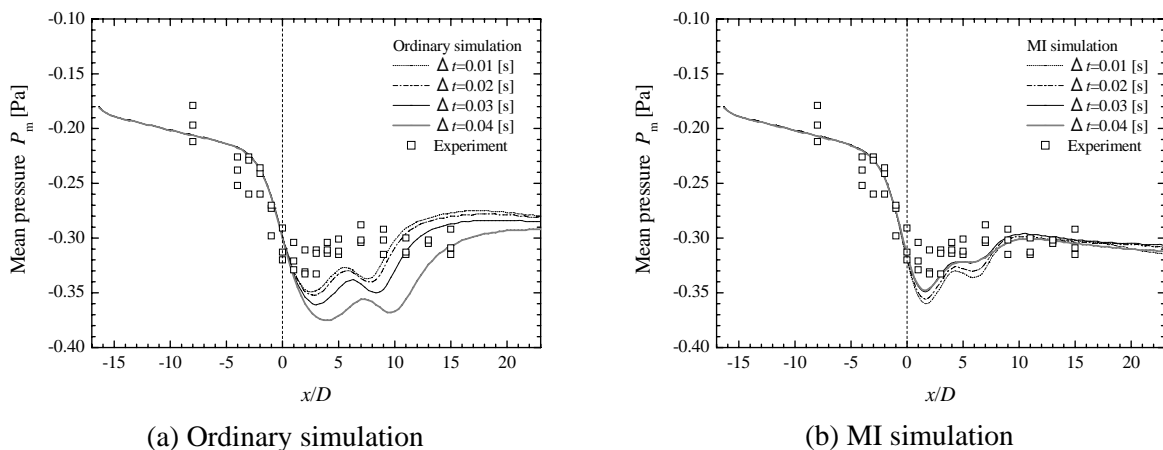 -0.10
-0.15
-0.20
-0.25
-0.30
-0.35
-0.40
Mean pressure P_m [Pa]
Ordinary simulation
Δ t=0.01 [s]
Δ t=0.02 [s]
Δ t=0.03 [s]
Δ t=0.04 [s]
Experiment
-15 -10 -5 0 5 10 15 20
x/D
(a) Ordinary simulation
-0.10
-0.15
-0.20
-0.25
-0.30
-0.35
-0.40
Mean pressure P_m [Pa]
MI simulation
Δ t=0.01 [s]
Δ t=0.02 [s]
Δ t=0.03 [s]
Δ t=0.04 [s]
Experiment
-15 -10 -5 0 5 10 15 20
x/D
(b) MI simulation